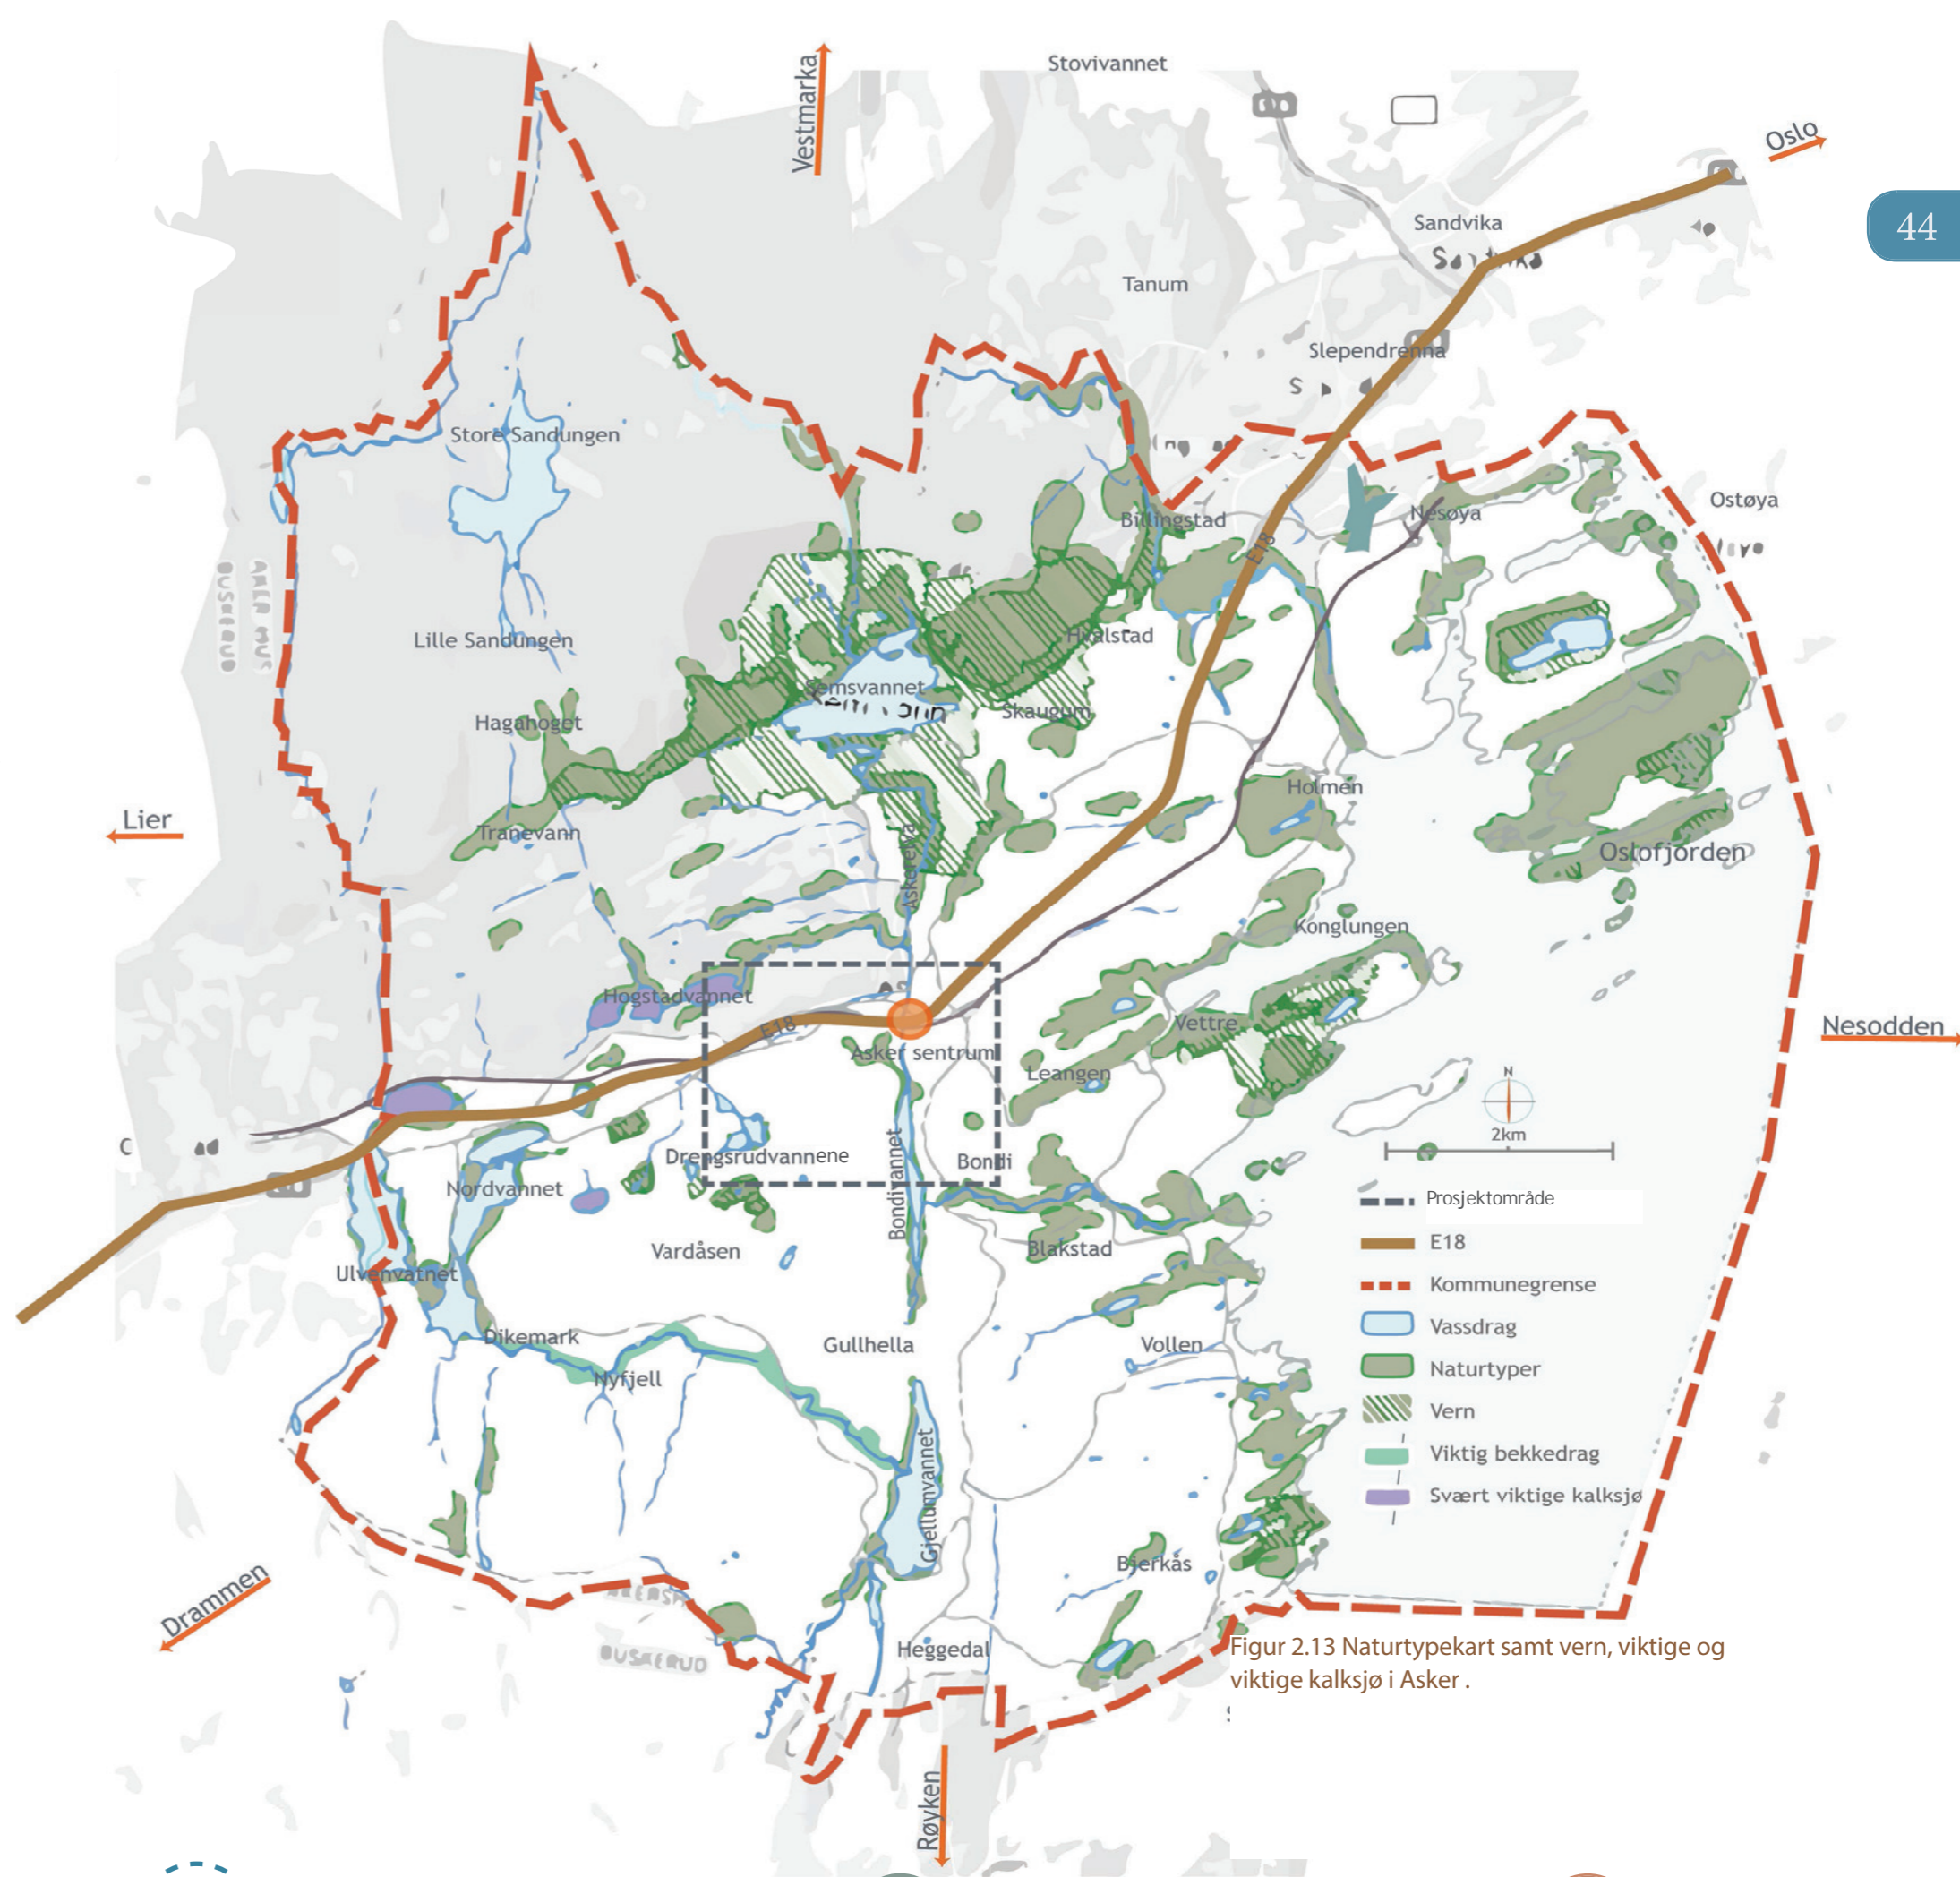 Stovivannet
Vestmarka
Oslo
44
Sandvika
Tanum
Slependrenna
Store Sandungen
Ostøya
Nesøya
Billingstad
E18
BUSKERUD
Lille Sandungen
Hvalstad
Semsvannet
Skaugum
Hagahoget
Holmen
Lier
Tranevann
Oslofjorden
Askerelva
Konglungen
Hogstadvannet
Vettre
E18
Nesodden
Asker sentrum
Leangen
N
2km
Drengsrudvannene
Bondi
Bondivannet
Nordvannet
Prosjektområde
E18
Vardåsen
Blakstad
Ulvenvatnet
Kommunegrense
Vassdrag
Dikemark
Gullhella
Vollen
Naturtyper
Nyfjell
Vern
Viktig bekkedrag
Gjellumvannet
Svært viktige kalksjø
Bjerkås
Drammen
BUSKERUD
Heggedal
Figur 2.13 Naturtypekart samt vern, viktige og
viktige kalksjø i Asker .
Røyken